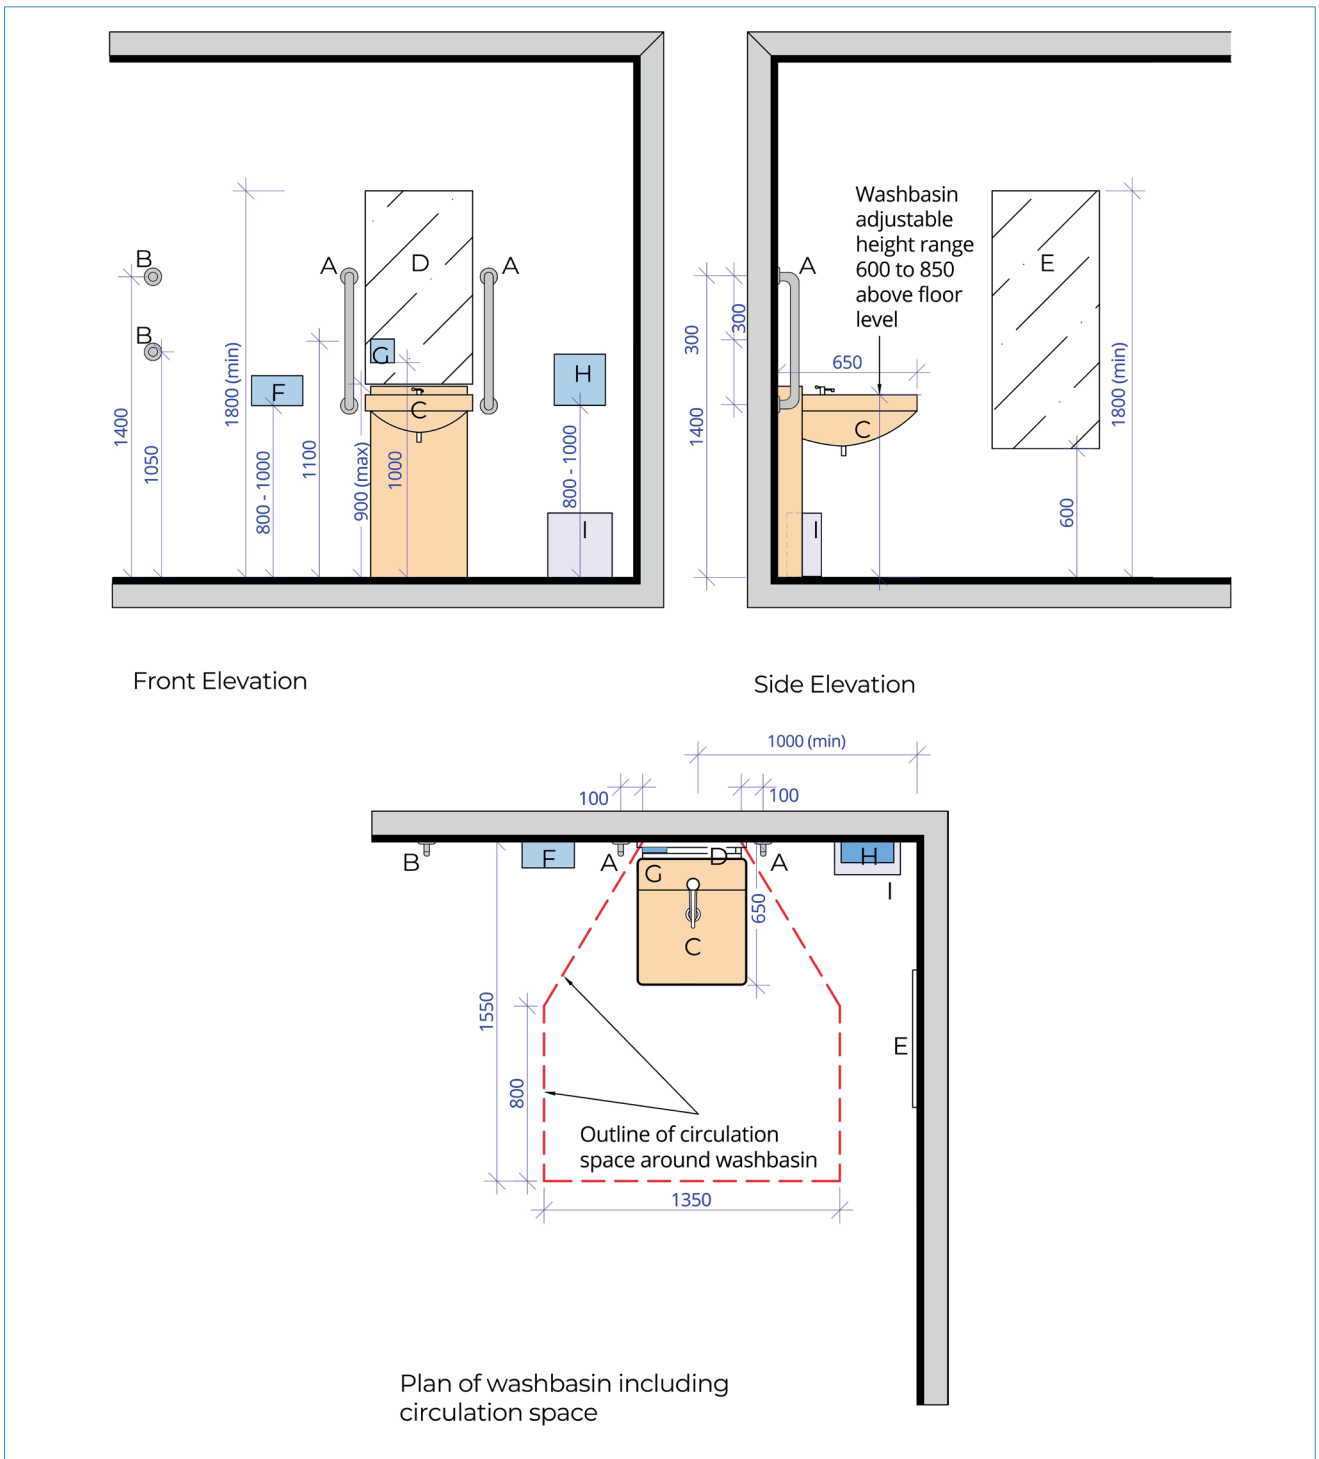 B
B
A
D
A
G
F
H
C
I
1400
1050
1800 (min)
800 - 1000
1100
900 (max)
1000
800 - 1000
Front Elevation
Washbasin
adjustable
height range
600 to 850
above floor
level
A
E
C
I
300
300
1400
650
1800 (min)
600
Side Elevation
1000 (min)
100
100
B
F
A
D
A
H
G
I
C
650
E
1550
800
Outline of circulation
space around washbasin
1350
Plan of washbasin including
circulation space